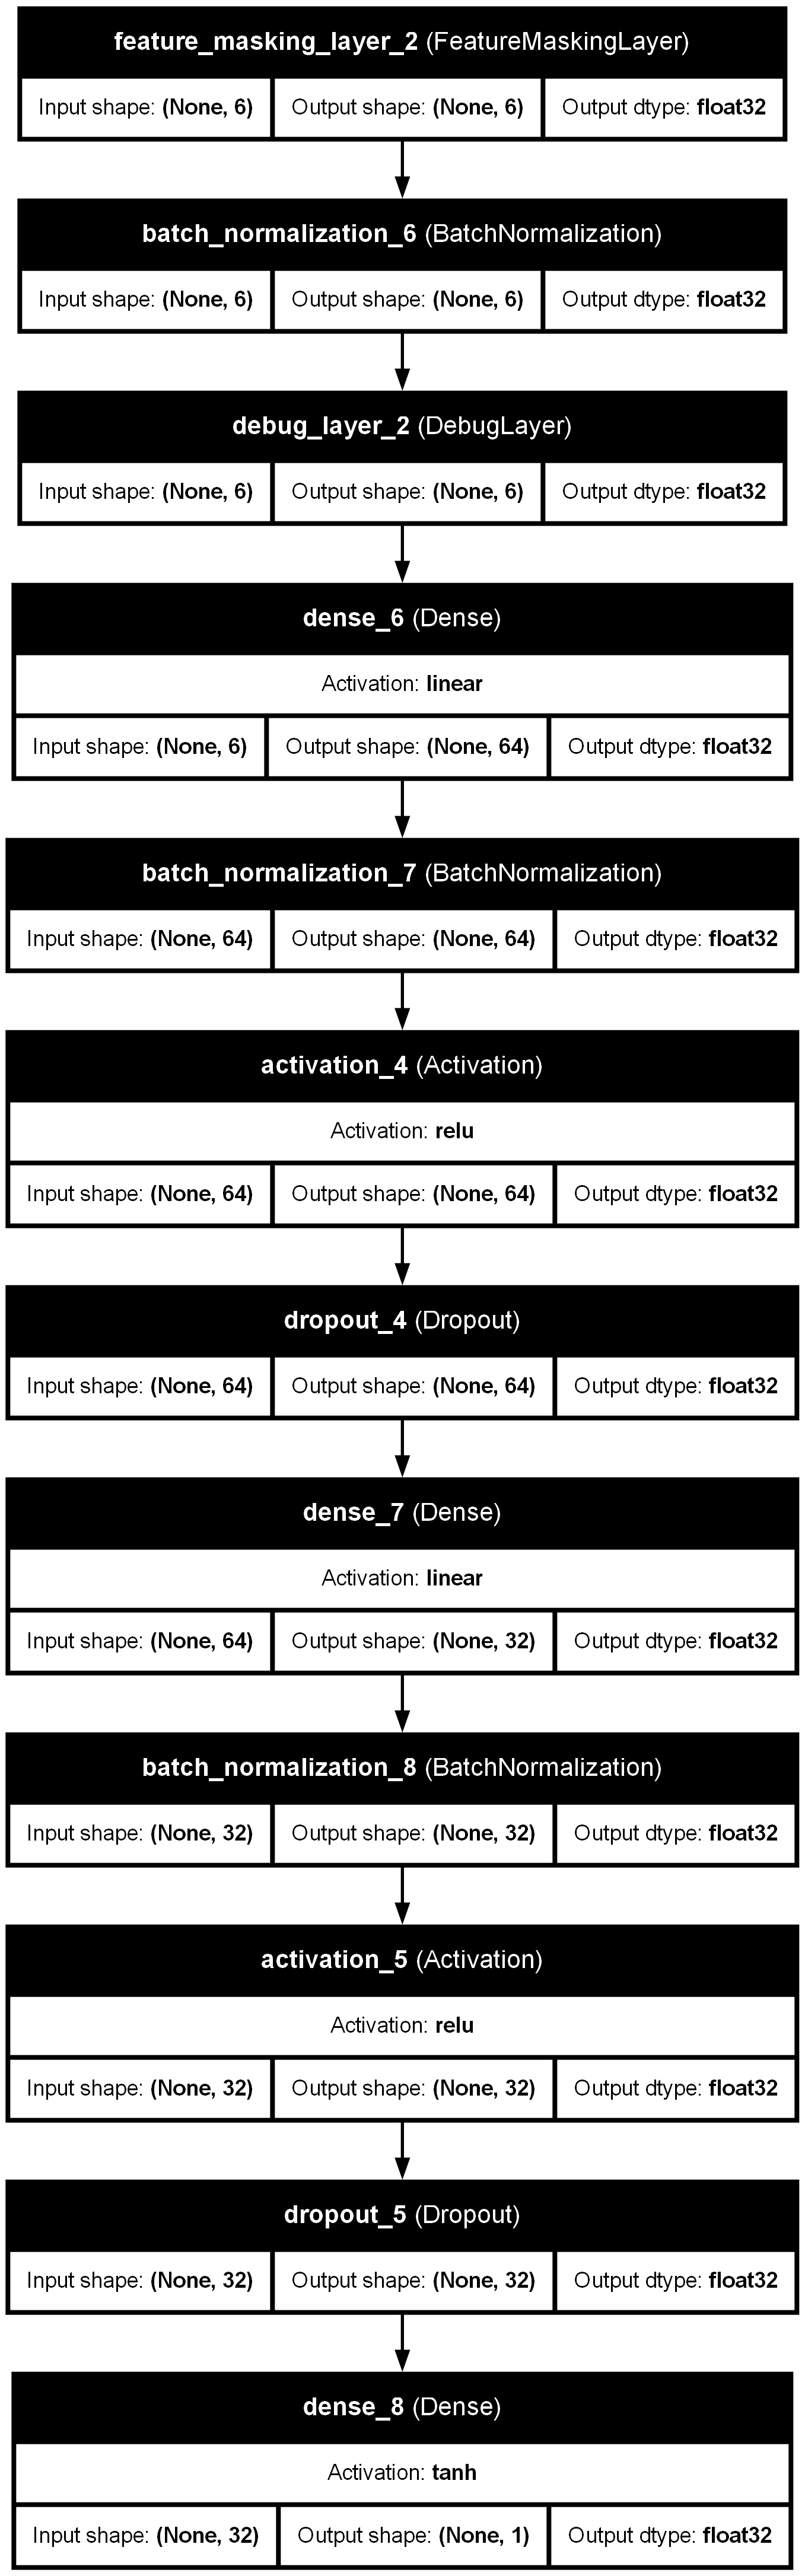 feature_masking_layer_2 (FeatureMaskingLayer)
Input shape: (None, 6) Output shape: (None, 6) Output dtype: float32
batch_normalization_6 (BatchNormalization)
Input shape: (None, 6) Output shape: (None, 6) Output dtype: float32
debug_layer_2 (DebugLayer)
Input shape: (None, 6) Output shape: (None, 6) Output dtype: float32
dense_6 (Dense)
Activation: linear
Input shape: (None, 6) Output shape: (None, 64) Output dtype: float32
batch_normalization_7 (BatchNormalization)
Input shape: (None, 64) Output shape: (None, 64) Output dtype: float32
activation_4 (Activation)
Activation: relu
Input shape: (None, 64) Output shape: (None, 64) Output dtype: float32
dropout_4 (Dropout)
Input shape: (None, 64) Output shape: (None, 64) Output dtype: float32
dense_7 (Dense)
Activation: linear
Input shape: (None, 64) Output shape: (None, 32) Output dtype: float32
batch_normalization_8 (BatchNormalization)
Input shape: (None, 32) Output shape: (None, 32) Output dtype: float32
activation_5 (Activation)
Activation: relu
Input shape: (None, 32) Output shape: (None, 32) Output dtype: float32
dropout_5 (Dropout)
Input shape: (None, 32) Output shape: (None, 32) Output dtype: float32
dense_8 (Dense)
Activation: tanh
Input shape: (None, 32) Output shape: (None, 1) Output dtype: float32